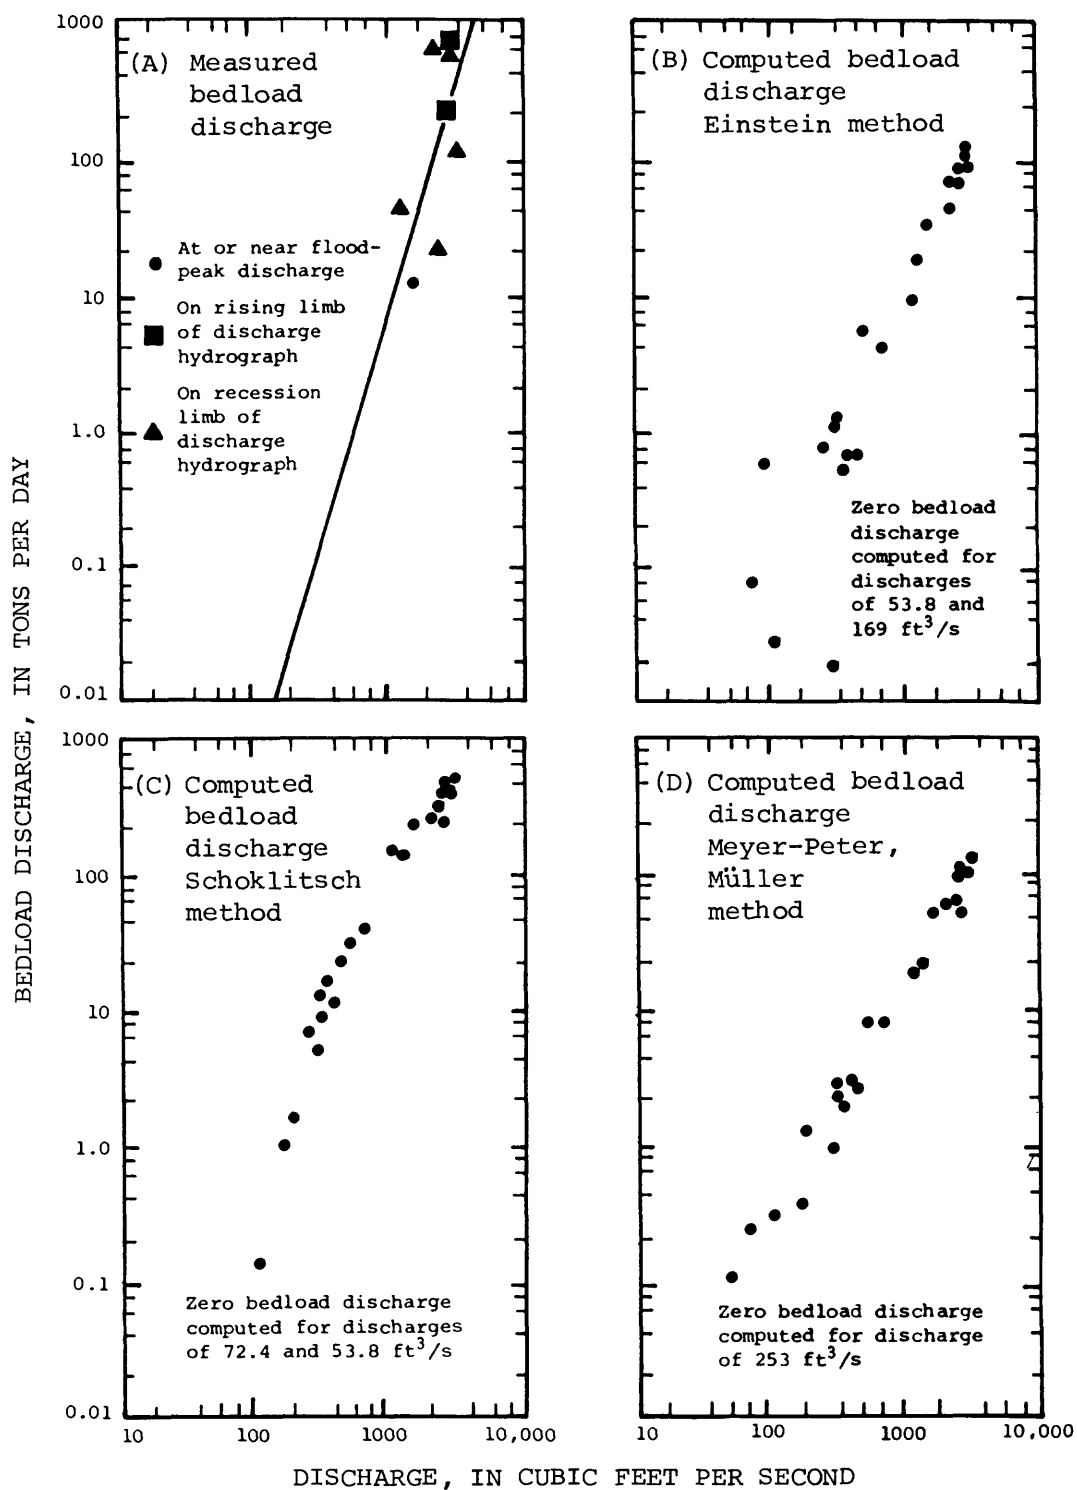 BEDLOAD DISCHARGE, IN TONS PER DAY
1000
100
10
1.0
0.1
0.01
(A) Measured
bedload
discharge
At or near flood-
peak discharge
On rising limb
of discharge
hydrograph
On recession
limb of
discharge
hydrograph
(B) Computed bedload
discharge
Einstein method
Zero bedload
discharge
computed for
discharges
of 53.8 and
169 ft³/s
1000
100
10
1.0
0.1
0.01
(C) Computed
bedload
discharge
Schoklitsch
method
Zero bedload discharge
computed for discharges
of 72.4 and 53.8 ft³/s
10 100 1000 10,000
(D) Computed bedload
discharge
Meyer-Peter,
Müller
method
Zero bedload discharge
computed for discharge
of 253 ft³/s
10 100 1000 10,000
DISCHARGE, IN CUBIC FEET PER SECOND